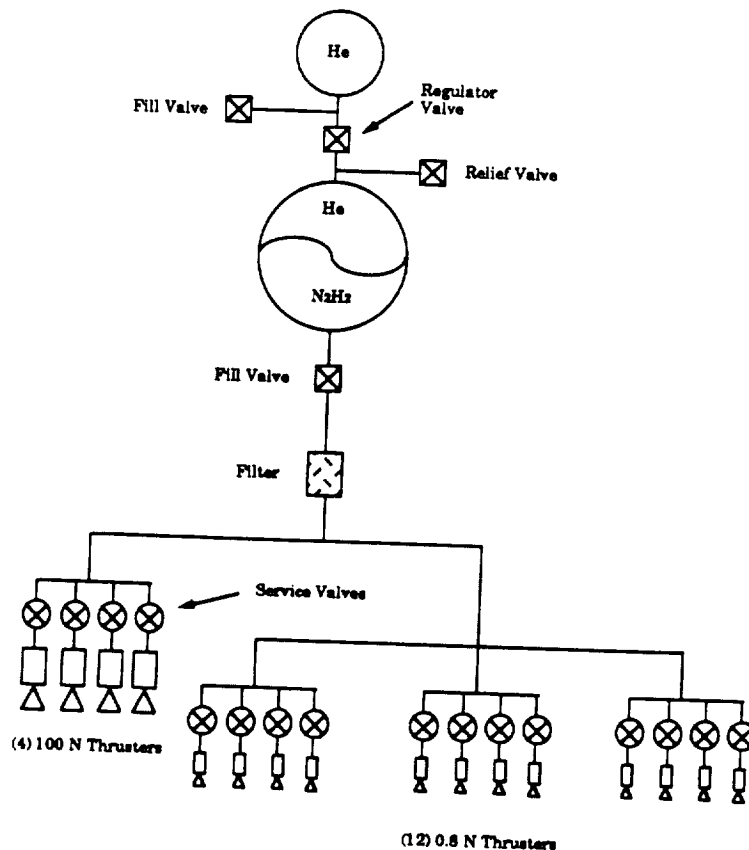 He
Regulator
Valve
Fill Valve
Relief Valve
He
N2H2
Fill Valve
Filter
Service Valves
(4) 100 N Thrusters
(12) 0.8 N Thrusters